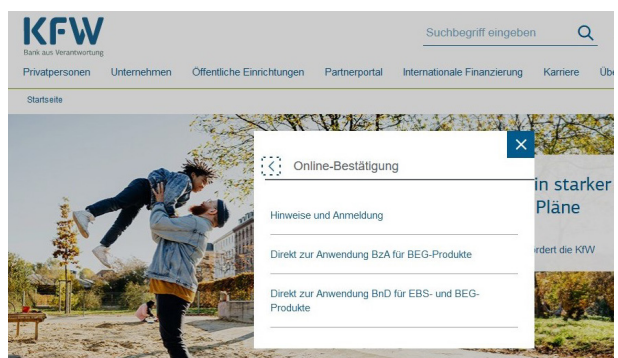 KFW
Bank aus Verantwortung
Suchbegriff eingeben
Privatpersonen Unternehmen Öffentliche Einrichtungen Partnerportal Internationale Finanzierung Karriere
Startseite
Online-Bestätigung
in starker
Pläne
Hinweise und Anmeldung
rdert die KfW
Direkt zur Anwendung BzA für BEG-Produkte
Direkt zur Anwendung BnD für EBS- und BEG-
Produkte